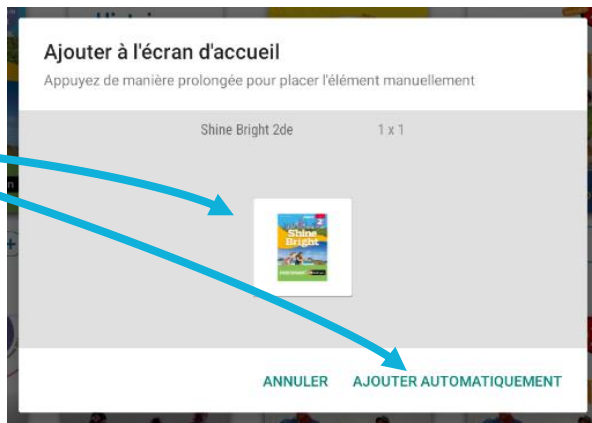 Ajouter à l'écran d'accueil
Appuyez de manière prolongée pour placer l'élément manuellement
Shine Bright 2de 1 x 1
Shine
Bright
ANNULER AJOUTER AUTOMATIQUEMENT